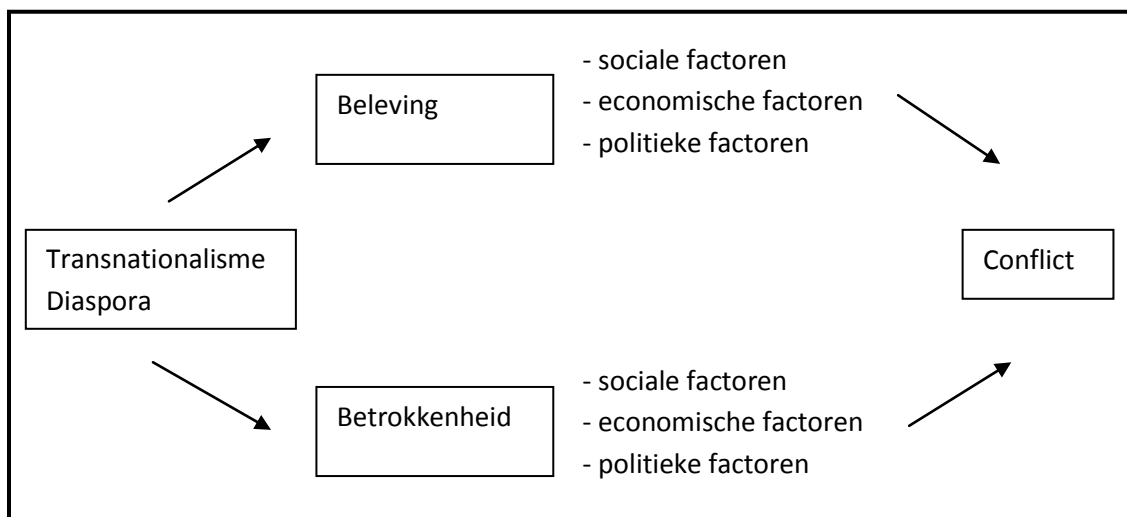 Beleving
- sociale factoren
- economische factoren
- politieke factoren
Transnationalisme
Diaspora
Conflict
Betrokkenheid
- sociale factoren
- economische factoren
- politieke factoren